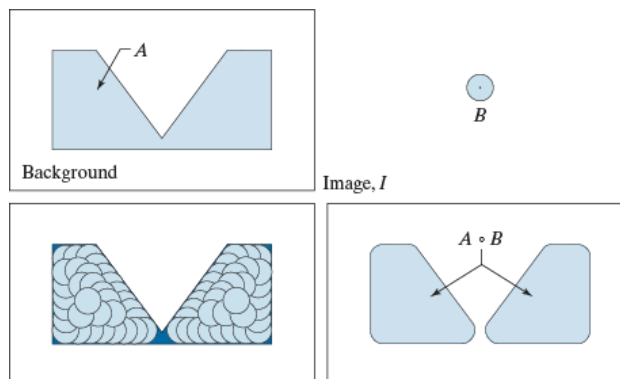 A
B
Background
Image, I
A ∘ B